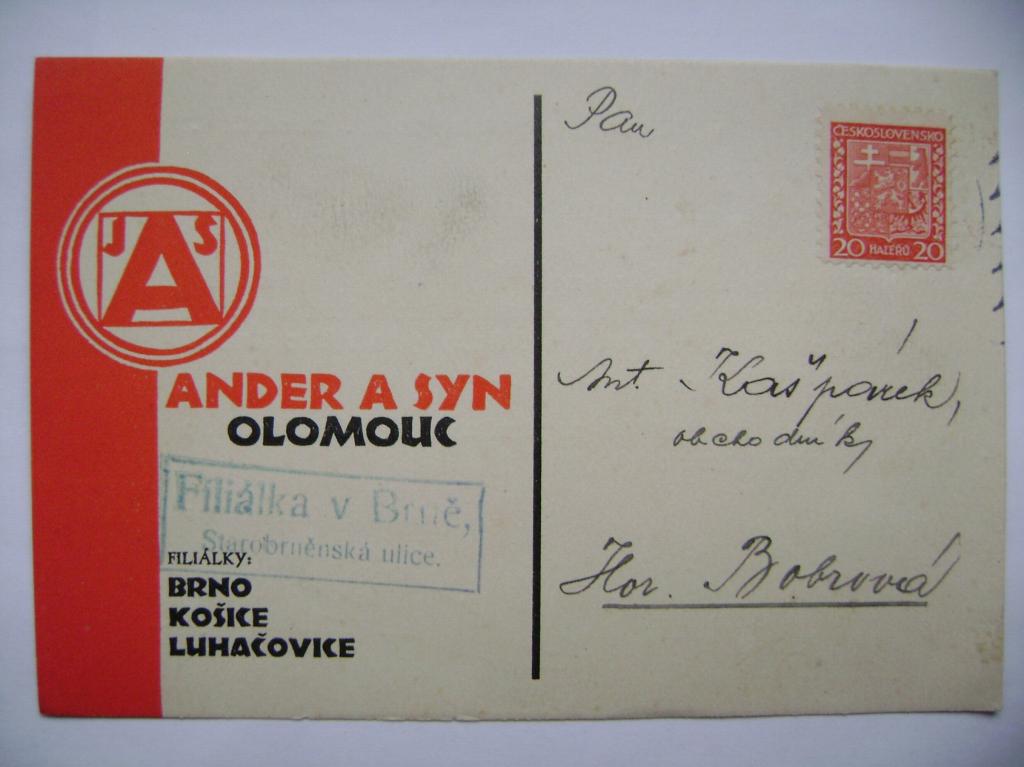 J A S
ANDER A SYN
OLOMOUC
Filiálka v Brně,
Starobrněnská ulice.
FILIÁLKY:
BRNO
KOŠICE
LUHAČOVICE
Pan
ČESKOSLOVENSKO
20 HALÉŘŮ 20
Ant. Kašpárek,
obchodník,
Hor. Bobrová